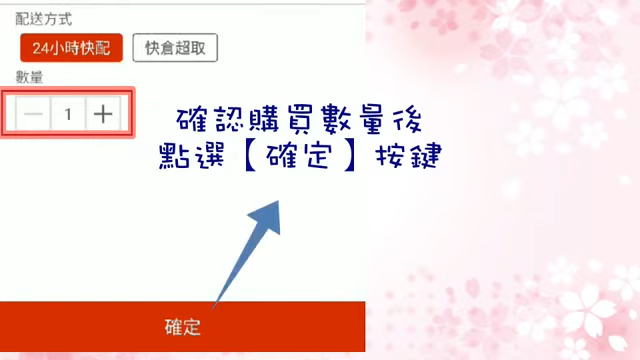 配送方式
24小時快配
快倉超取
數量
1
確認購買數量後
點選【確定】按鍵
確定